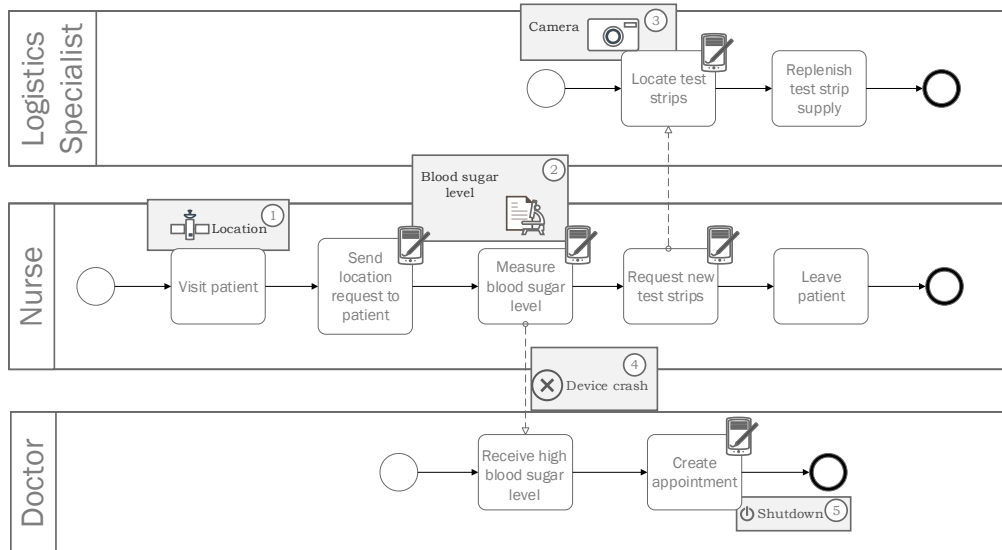 Logistics
Specialist
Camera
3
Locate test
strips
Replenish
test strip
supply
Nurse
1
Location
Visit patient
Send
location
request to
patient
Blood sugar
level
2
Measure
blood sugar
level
Request new
test strips
Leave
patient
4
Device crash
Doctor
Receive high
blood sugar
level
Create
appointment
Shutdown
5